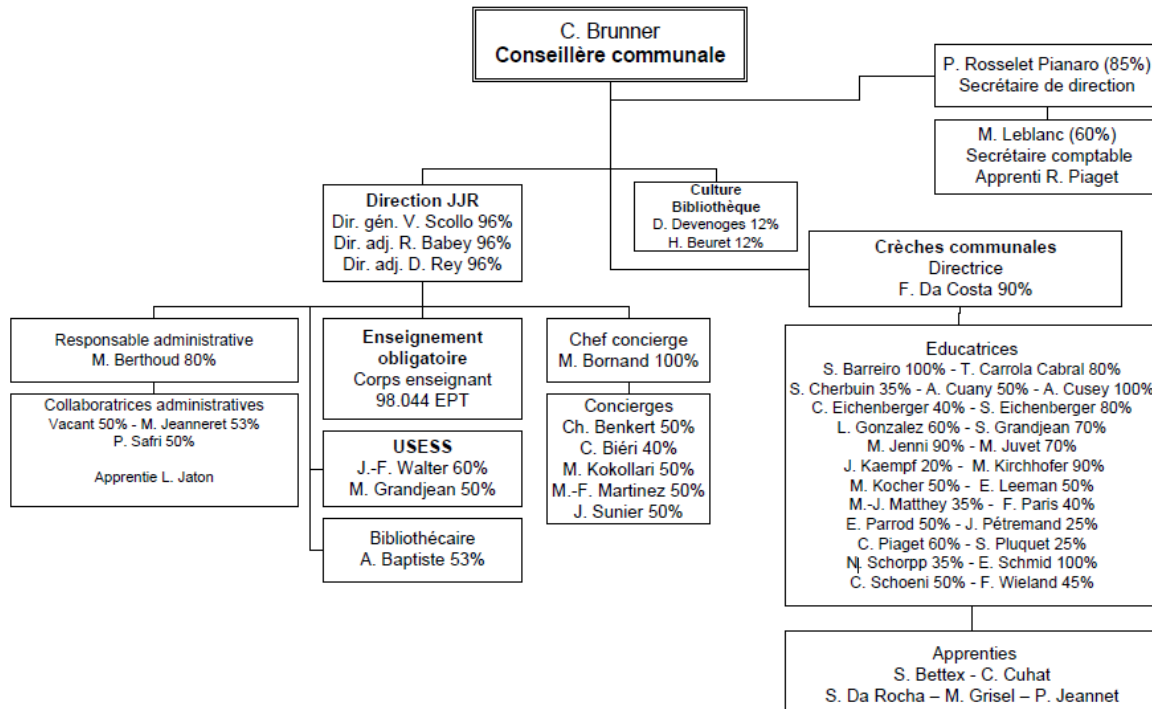 C. Brunner
Conseillère communale
P. Rosselet Pianaro (85%)
Secrétaire de direction
M. Leblanc (60%)
Secrétaire comptable
Apprenti R. Piaget
Direction JJR
Dir. gén. V. Scollo 96%
Dir. adj. R. Babey 96%
Dir. adj. D. Rey 96%
Culture
Bibliothèque
D. Devenoges 12%
H. Beuret 12%
Crèches communales
Directrice
F. Da Costa 90%
Responsable administrative
M. Berthoud 80%
Collaboratrices administratives
Vacant 50% - M. Jeanneret 53%
P. Safri 50%
Apprentie L. Jaton
Enseignement
obligatoire
Corps enseignant
98.044 EPT
USESS
J.-F. Walter 60%
M. Grandjean 50%
Bibliothécaire
A. Baptiste 53%
Chef concierge
M. Bornand 100%
Concierges
Ch. Benkert 50%
C. Biéri 40%
M. Kokollari 50%
M.-F. Martinez 50%
J. Sunier 50%
Educatrices
S. Barreiro 100% - T. Carrola Cabral 80%
S. Cherbuin 35% - A. Cuany 50% - A. Cusey 100%
C. Eichenberger 40% - S. Eichenberger 80%
L. Gonzalez 60% - S. Grandjean 70%
M. Jenni 90% - M. Juvet 70%
J. Kaempf 20% - M. Kirchhofer 90%
M. Kocher 50% - E. Leeman 50%
M.-J. Matthey 35% - F. Paris 40%
E. Parrod 50% - J. Pétremand 25%
C. Piaget 60% - S. Pluquet 25%
N. Schorpp 35% - E. Schmid 100%
C. Schoeni 50% - F. Wieland 45%
Apprenties
S. Bettex - C. Cuhat
S. Da Rocha – M. Grisel – P. Jeannet